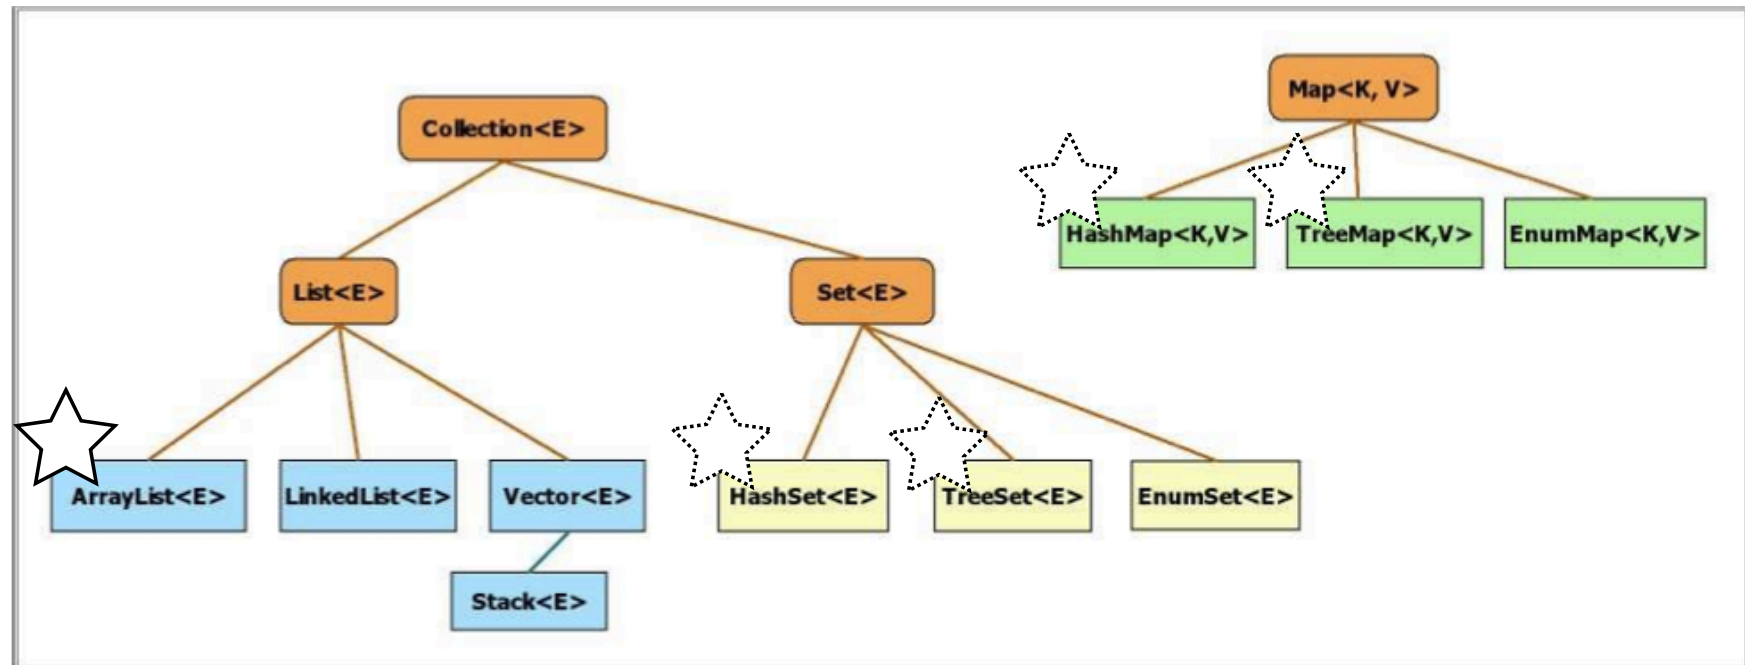 Map<K, V>
Collection<E>
HashMap<K,V>
TreeMap<K,V>
EnumMap<K,V>
List<E>
Set<E>
ArrayList<E>
LinkedList<E>
Vector<E>
HashSet<E>
TreeSet<E>
EnumSet<E>
Stack<E>